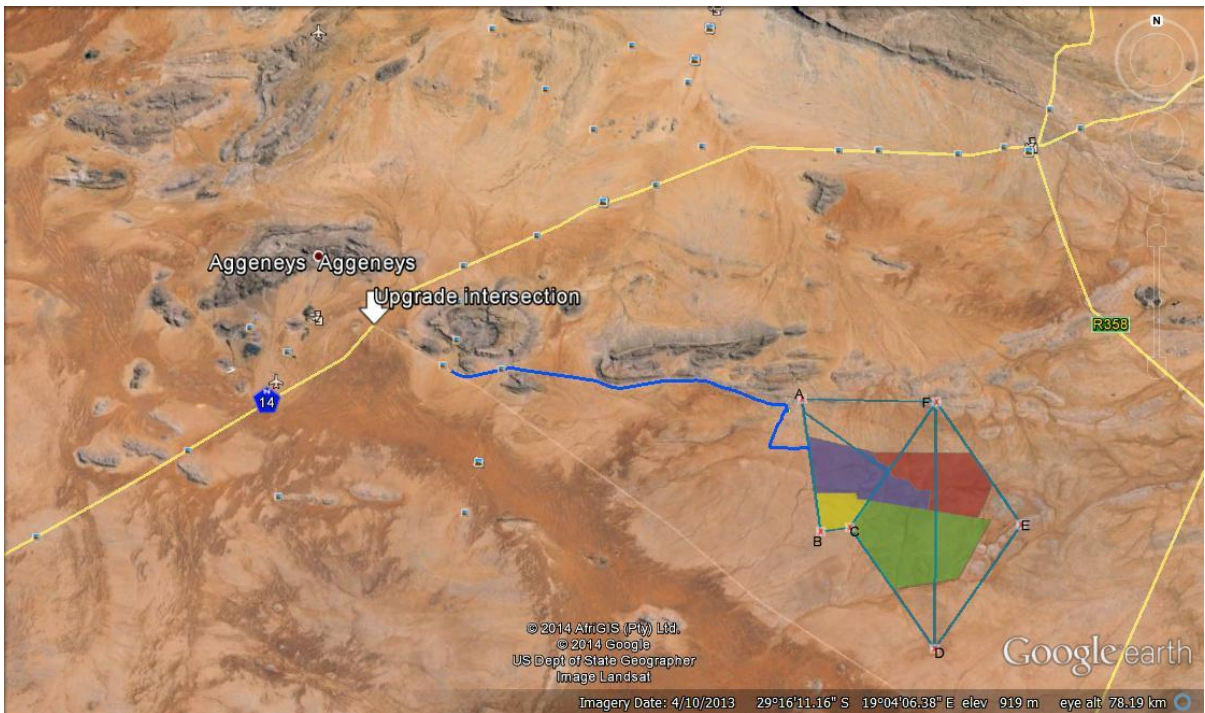 N
Aggeneys Aggeneys
Upgrade intersection
R358
14
A
F
B
C
E
D
© 2014 AfriGIS (Pty) Ltd.
© 2014 Google
US Dept of State Geographer
Image Landsat
Google earth
Imagery Date: 4/10/2013 29°16'11.16" S 19°04'06.38" E elev 919 m eye alt 78.19 km